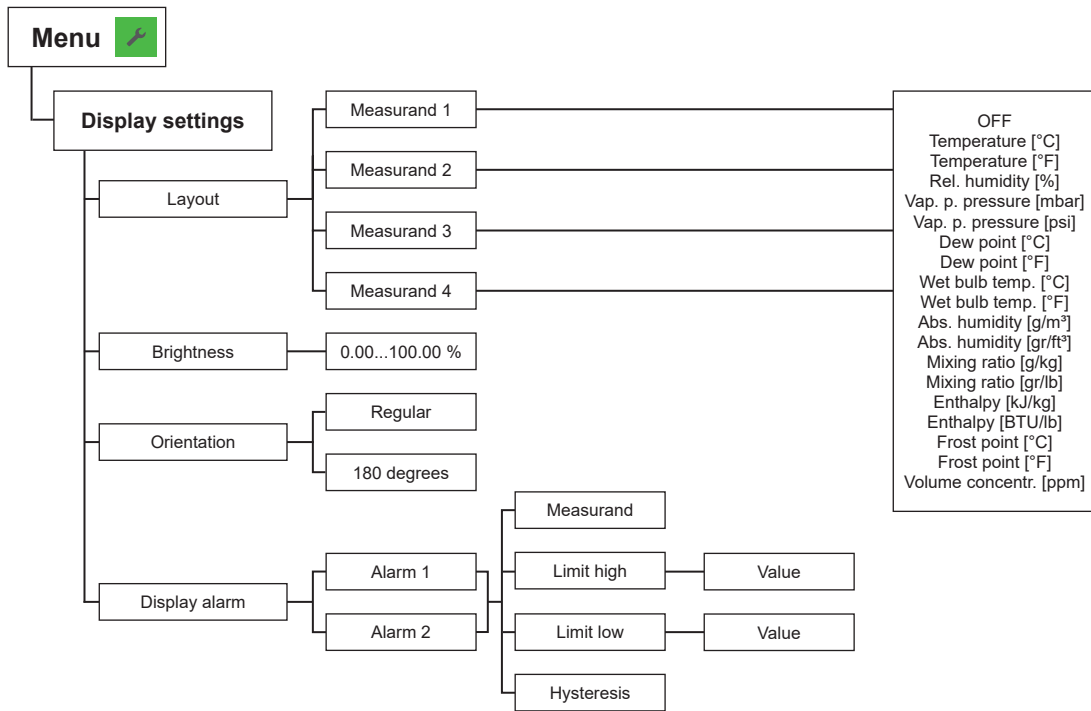 Menu
Display settings
Layout
Measurand 1
Measurand 2
Measurand 3
Measurand 4
OFF
Temperature [°C]
Temperature [°F]
Rel. humidity [%]
Vap. p. pressure [mbar]
Vap. p. pressure [psi]
Dew point [°C]
Dew point [°F]
Wet bulb temp. [°C]
Wet bulb temp. [°F]
Abs. humidity [g/m³]
Abs. humidity [gr/ft³]
Mixing ratio [g/kg]
Mixing ratio [gr/lb]
Enthalpy [kJ/kg]
Enthalpy [BTU/lb]
Frost point [°C]
Frost point [°F]
Volume concentr. [ppm]
Brightness
0.00...100.00 %
Orientation
Regular
180 degrees
Display alarm
Alarm 1
Alarm 2
Measurand
Limit high
Value
Limit low
Value
Hysteresis